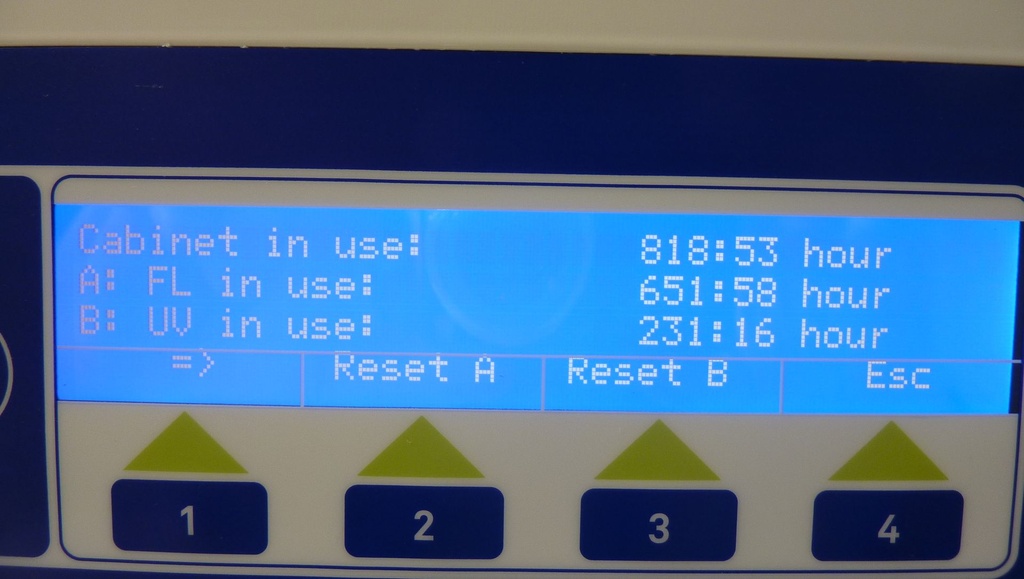 Cabinet in use: 818:53 hour
A: FL in use: 651:58 hour
B: UV in use: 231:16 hour
=> Reset A Reset B Esc
1 2 3 4